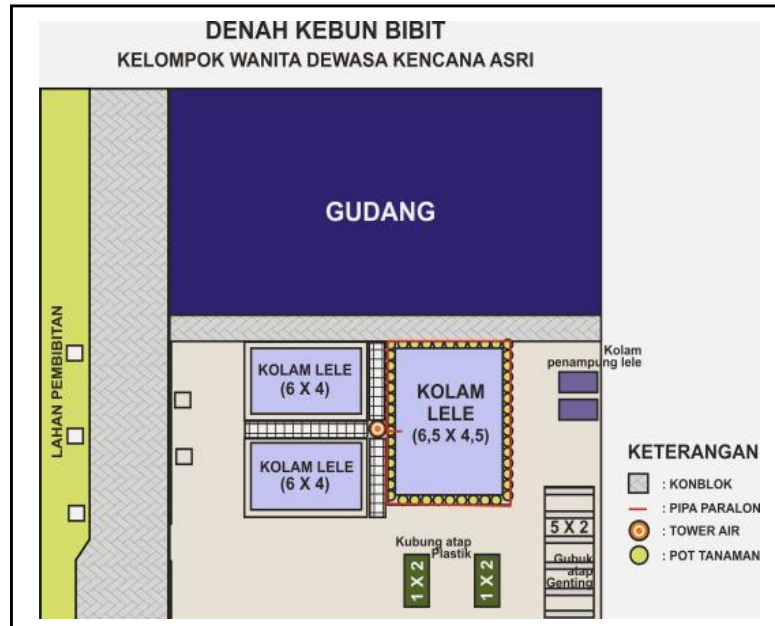 DENAH KEBUN BIBIT
KELOMPOK WANITA DEWASA KENCANA ASRI
GUDANG
LAHAN PEMBIBITAN
KOLAM LELE
(6 X 4)
KOLAM LELE
(6 X 4)
KOLAM
LELE
(6,5 X 4,5)
Kolam
penampung lele
Kubung atap
Plastik
1 X 2
1 X 2
5 X 2
Gubuk
atap
Genting
KETERANGAN
: KONBLOK
: PIPA PARALON
: TOWER AIR
: POT TANAMAN